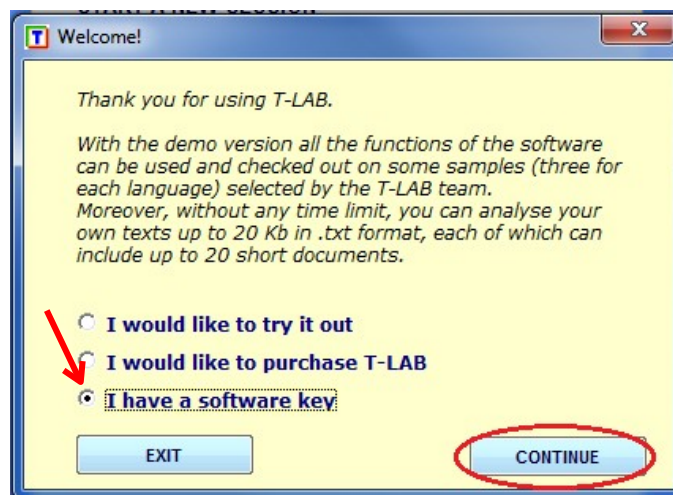 START A NEW SESSION
T Welcome!
Thank you for using T-LAB.
With the demo version all the functions of the software
can be used and checked out on some samples (three for
each language) selected by the T-LAB team.
Moreover, without any time limit, you can analyse your
own texts up to 20 Kb in .txt format, each of which can
include up to 20 short documents.
I would like to try it out
I would like to purchase T-LAB
I have a software key
EXIT
CONTINUE